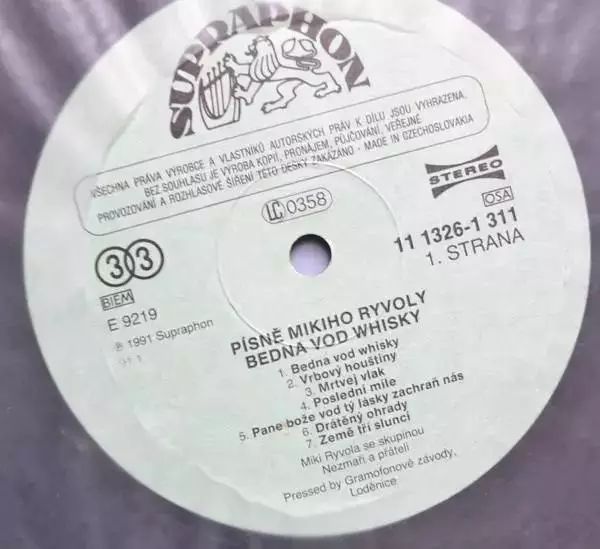 SUPRAPHON
VŠECHNA PRÁVA VÝROBCE A VLASTNÍKŮ AUTORSKÝCH PRÁV K DÍLU JSOU VYHRAZENA.
BEZ SOUHLASU JE VÝROBA KOPIÍ, PRONÁJEM, PŮJČOVÁNÍ, VEŘEJNÉ
PROVOZOVÁNÍ A ROZHLASOVÉ ŠÍŘENÍ TÉTO DESKY ZAKÁZÁNO - MADE IN CZECHOSLOVAKIA
STEREO
LC 0358
OSA
33
11 1326-1 311
1. STRANA
BIEM
E 9219
℗ 1991 Supraphon
PÍSNĚ MIKIHO RYVOLY
BEDNA VOD WHISKY
1. Bedna vod whisky
2. Vrbový houštiny
3. Mrtvej vlak
4. Poslední míle
5. Pane bože vod tý lásky zachraň nás
6. Drátěný ohrady
7. Země tří sluncí
Miki Ryvola se skupinou
Nezmaři a přáteli
Pressed by Gramofonové závody,
Loděnice